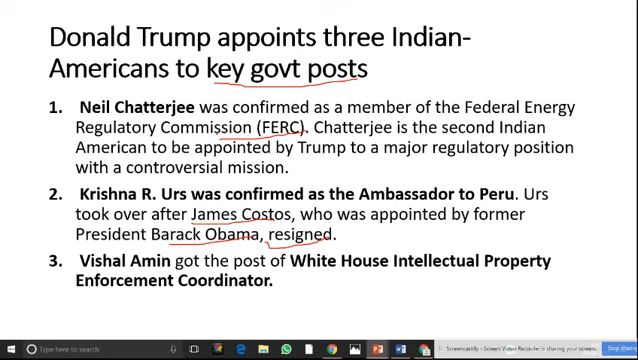 Donald Trump appoints three Indian-
Americans to key govt posts
1. Neil Chatterjee was confirmed as a member of the Federal Energy
Regulatory Commission (FERC). Chatterjee is the second Indian
American to be appointed by Trump to a major regulatory position
with a controversial mission.
2. Krishna R. Urs was confirmed as the Ambassador to Peru. Urs
took over after James Costos, who was appointed by former
President Barack Obama, resigned.
3. Vishal Amin got the post of White House Intellectual Property
Enforcement Coordinator.
Type here to search
Screencastify - Screen Video Recorder is sharing your screen.
Stop sharing